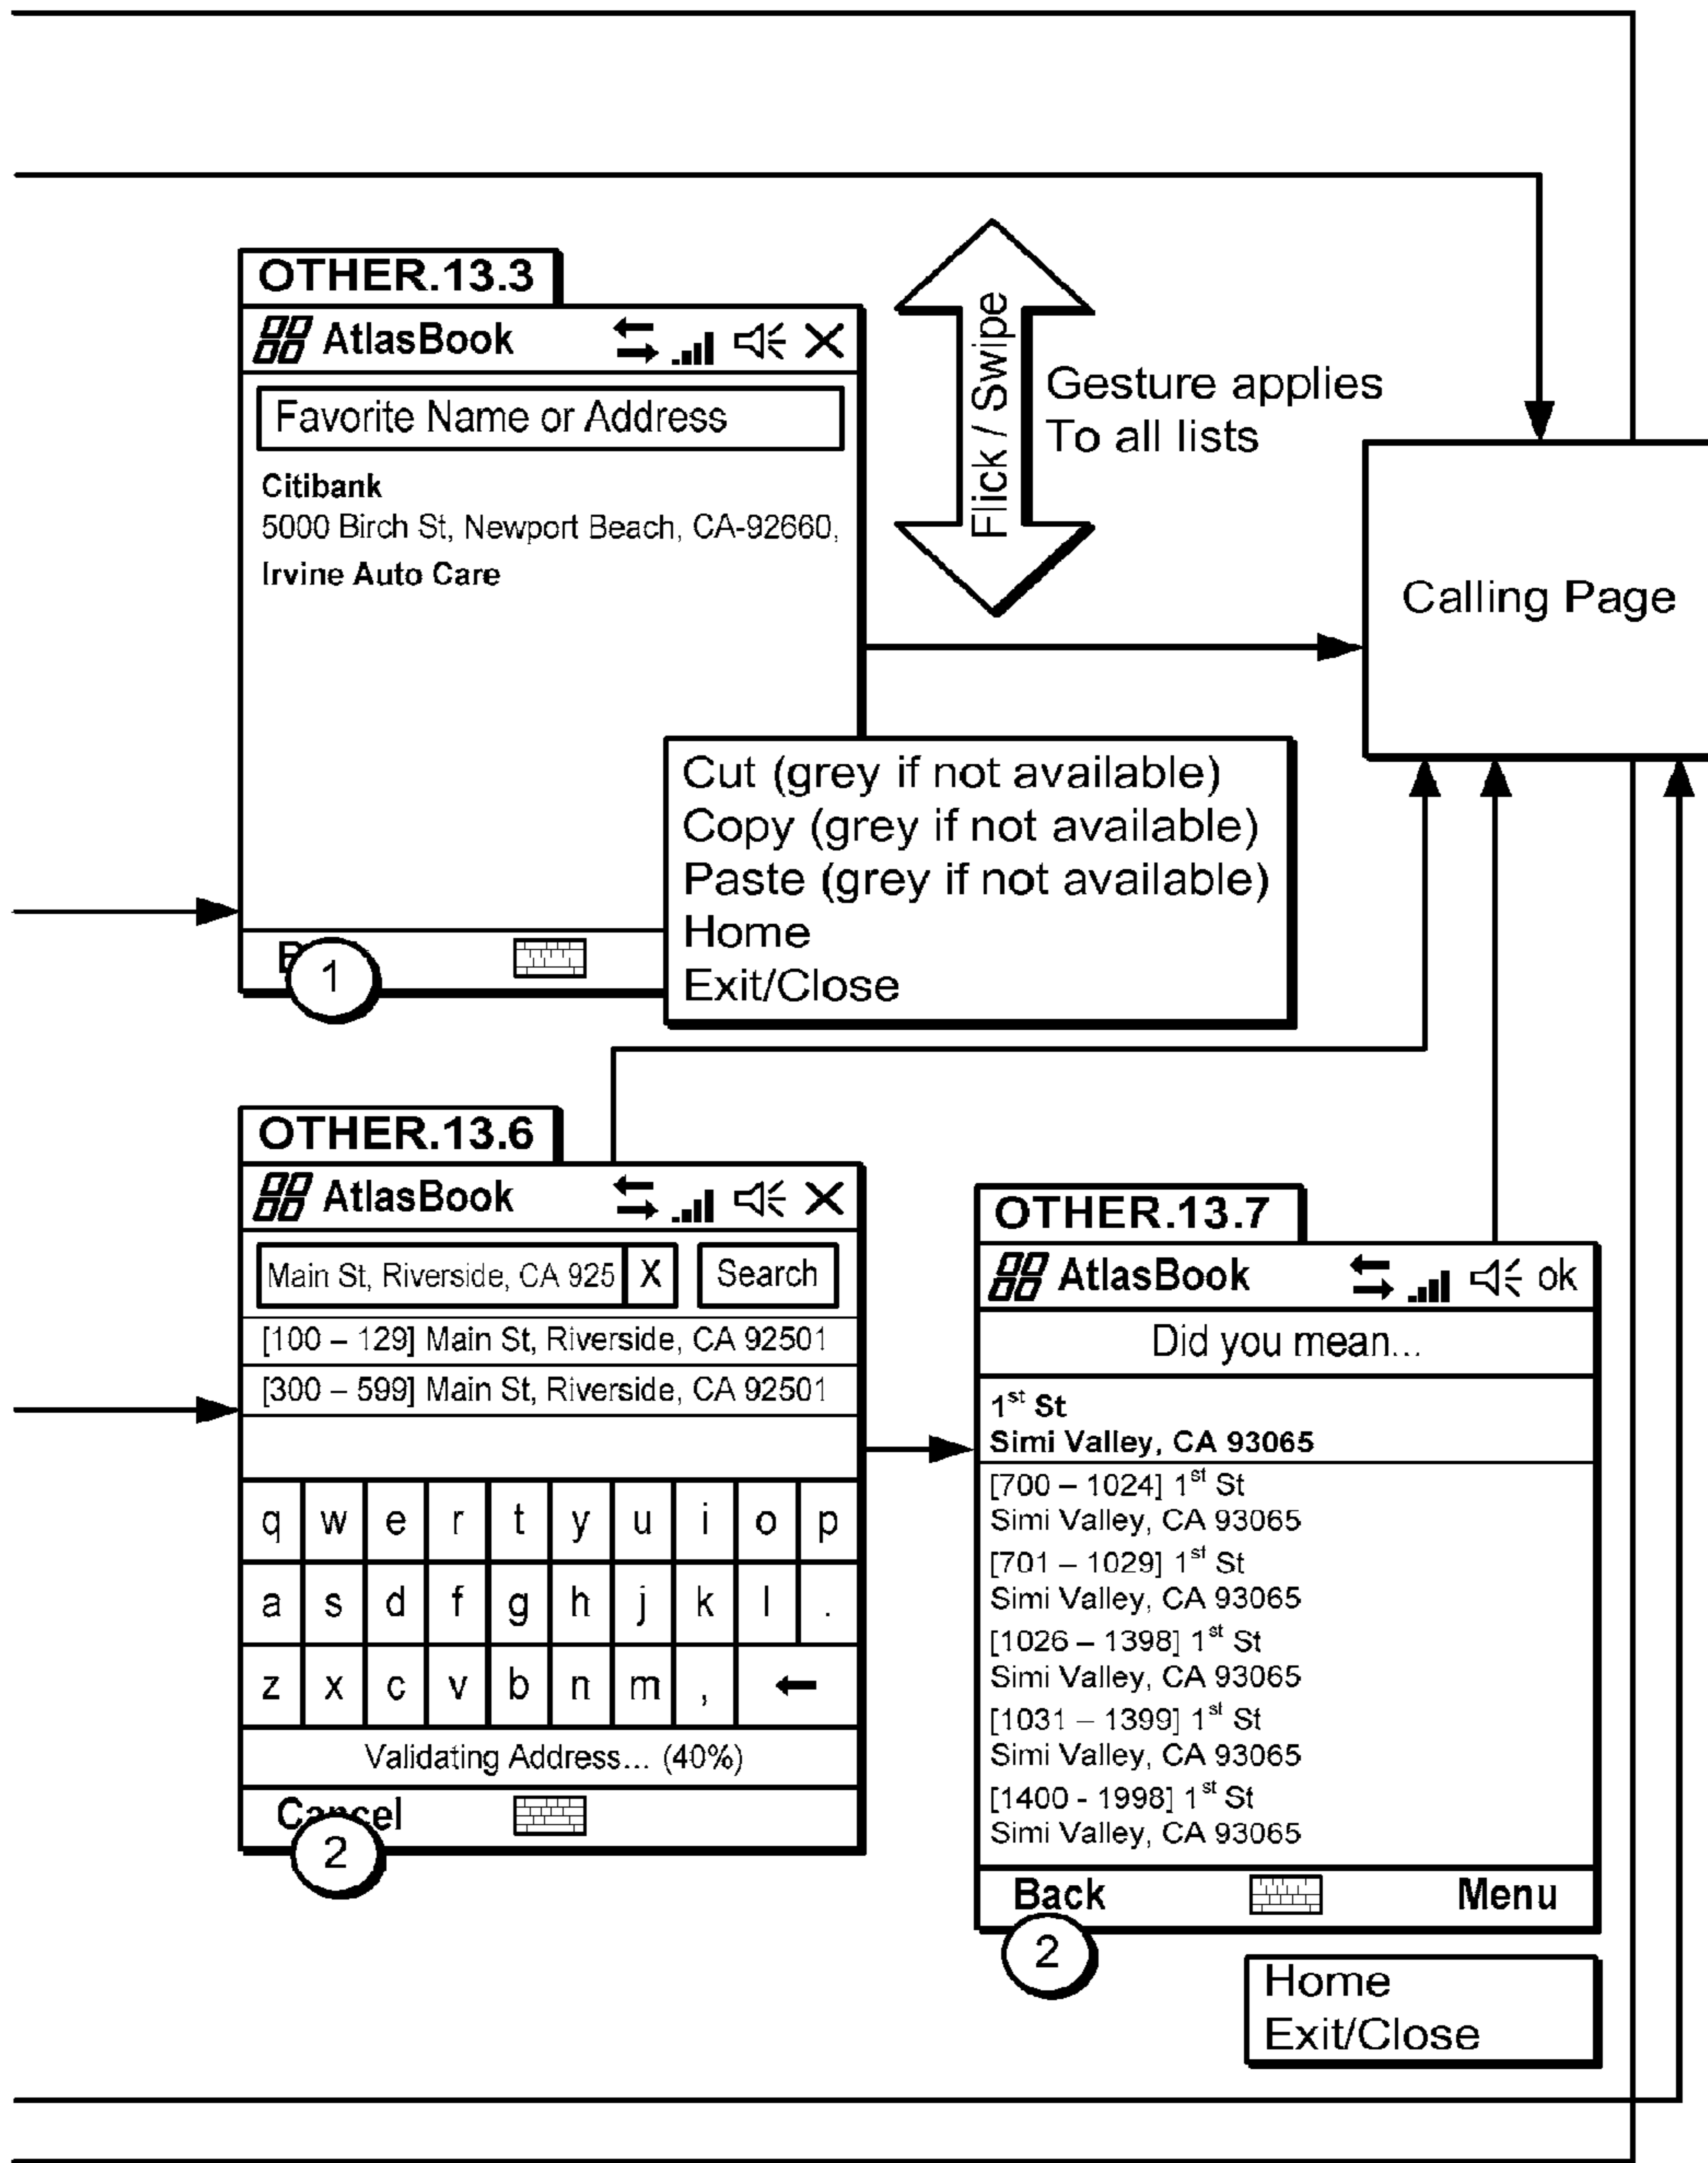 OTHER.13.3
AtlasBook
Favorite Name or Address
Citibank
5000 Birch St, Newport Beach, CA-92660,
Irvine Auto Care
1
Flick / Swipe
Gesture applies
To all lists
Calling Page
Cut (grey if not available)
Copy (grey if not available)
Paste (grey if not available)
Home
Exit/Close
OTHER.13.6
AtlasBook
Main St, Riverside, CA 925 X Search
[100 – 129] Main St, Riverside, CA 92501
[300 – 599] Main St, Riverside, CA 92501
q w e r t y u i o p
a s d f g h j k l .
z x c v b n m ,
Validating Address... (40%)
Cancel
2
OTHER.13.7
AtlasBook ok
Did you mean...
1st St
Simi Valley, CA 93065
[700 – 1024] 1st St
Simi Valley, CA 93065
[701 – 1029] 1st St
Simi Valley, CA 93065
[1026 – 1398] 1st St
Simi Valley, CA 93065
[1031 – 1399] 1st St
Simi Valley, CA 93065
[1400 - 1998] 1st St
Simi Valley, CA 93065
Back Menu
2
Home
Exit/Close